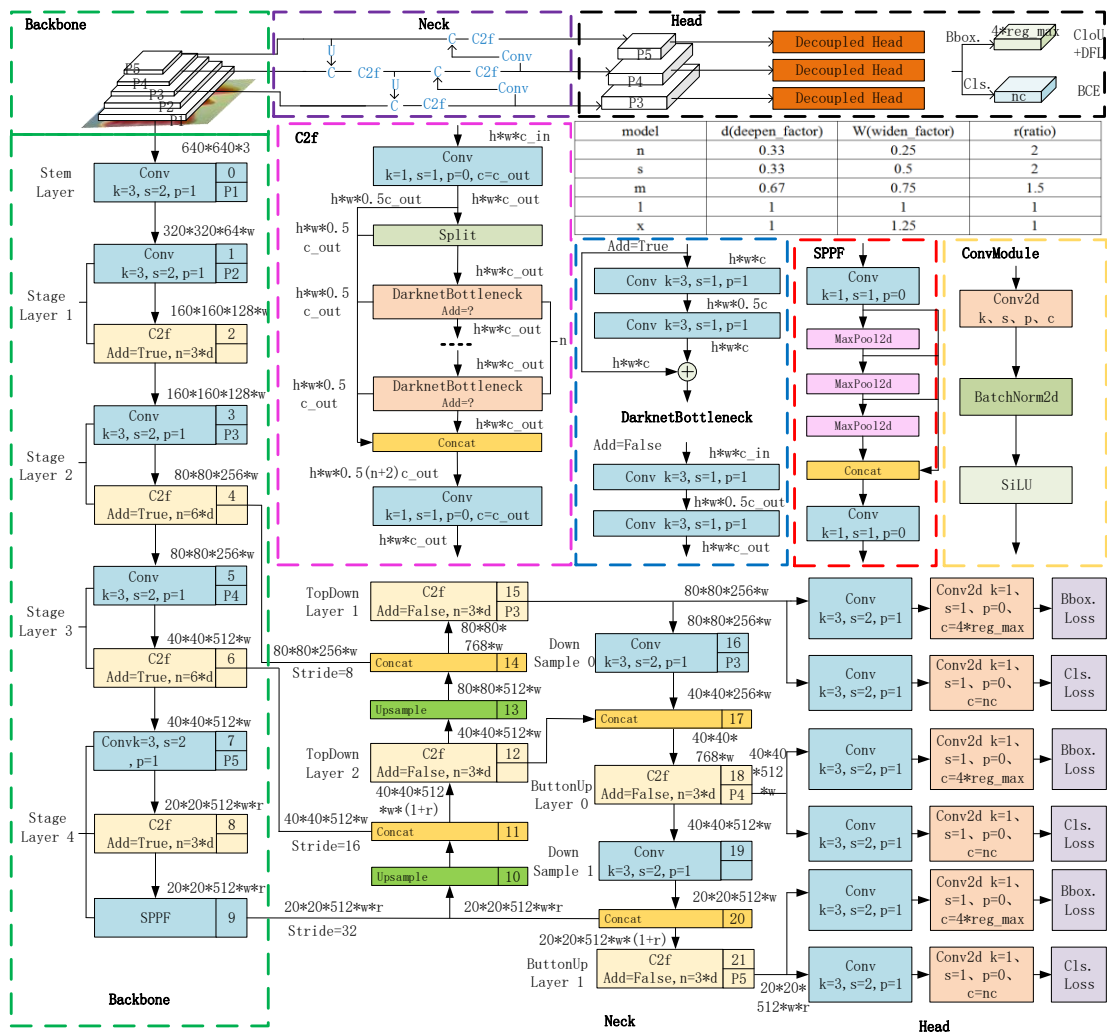 Backbone
Neck
Head
P5
P4
P3
P2
P1
U
C
C2f
U
C
C2f
C
C2f
Conv
C
C2f
Conv
P5
P4
P3
Decoupled Head
Decoupled Head
Decoupled Head
Bbox.
4*reg_max
CloU
+DFL
Cls.
nc
BCE
640*640*3
Stem
Layer
Conv
k=3, s=2, p=1
0
P1
320*320*64*w
Conv
k=3, s=2, p=1
1
P2
Stage
Layer 1
160*160*128*w
C2f
Add=True, n=3*d
2
160*160*128*w
Conv
k=3, s=2, p=1
3
P3
Stage
Layer 2
80*80*256*w
C2f
Add=True, n=6*d
4
80*80*256*w
Conv
k=3, s=2, p=1
5
P4
Stage
Layer 3
40*40*512*w
C2f
Add=True, n=6*d
6
40*40*512*w
Convk=3, s=2
, p=1
7
P5
Stage
Layer 4
20*20*512*w*r
C2f
Add=True, n=3*d
8
20*20*512*w*r
SPPF
9
Backbone
C2f
h*w*c_in
Conv
k=1, s=1, p=0, c=c_out
h*w*0.5c_out
h*w*c_out
h*w*0.5
c_out
Split
h*w*c_out
h*w*0.5
c_out
DarknetBottleneck
Add=?
h*w*c_out
n
h*w*c_out
h*w*0.5
c_out
DarknetBottleneck
Add=?
h*w*c_out
Concat
h*w*0.5(n+2)c_out
Conv
k=1, s=1, p=0, c=c_out
h*w*c_out
model d(deepen_factor) W(widen_factor) r(ratio)
n 0.33 0.25 2
s 0.33 0.5 2
m 0.67 0.75 1.5
l 1 1 1
x 1 1.25 1
Add=True
h*w*c
Conv k=3, s=1, p=1
h*w*0.5c
Conv k=3, s=1, p=1
h*w*c
h*w*c
+
DarknetBottleneck
Add=False
h*w*c_in
Conv k=3, s=1, p=1
h*w*0.5c_out
Conv k=3, s=1, p=1
h*w*c_out
SPPF
Conv
k=1, s=1, p=0
MaxPool2d
MaxPool2d
MaxPool2d
Concat
Conv
k=1, s=1, p=0
ConvModule
Conv2d
k、s、p、c
BatchNorm2d
SiLU
TopDown
Layer 1
C2f
Add=False, n=3*d
15
P3
80*80*
768*w
80*80*256*w
Stride=8
Concat
14
80*80*512*w
Upsample
13
40*40*512*w
TopDown
Layer 2
C2f
Add=False, n=3*d
12
40*40*512
*w*(1+r)
40*40*512*w
Stride=16
Concat
11
Upsample
10
20*20*512*w*r
Stride=32
20*20*512*w*r
80*80*256*w
80*80*256*w
Down
Sample 0
Conv
k=3, s=2, p=1
16
P3
40*40*256*w
Concat
17
40*40*
768*w
ButtonUp
Layer 0
C2f
Add=False, n=3*d
18
P4
40*40
*512
*w
40*40*512*w
Down
Sample 1
Conv
k=3, s=2, p=1
19
20*20*512*w
Concat
20
20*20*512*w*(1+r)
ButtonUp
Layer 1
C2f
Add=False, n=3*d
21
P5
20*20*
512*w*r
Conv
k=3, s=2, p=1
Conv2d k=1、
s=1、p=0、
c=4*reg_max
Bbox.
Loss
Conv
k=3, s=2, p=1
Conv2d k=1、
s=1、p=0、
c=nc
Cls.
Loss
Conv
k=3, s=2, p=1
Conv2d k=1、
s=1、p=0、
c=4*reg_max
Bbox.
Loss
Conv
k=3, s=2, p=1
Conv2d k=1、
s=1、p=0、
c=nc
Cls.
Loss
Conv
k=3, s=2, p=1
Conv2d k=1、
s=1、p=0、
c=4*reg_max
Bbox.
Loss
Conv
k=3, s=2, p=1
Conv2d k=1、
s=1、p=0、
c=nc
Cls.
Loss
Neck
Head